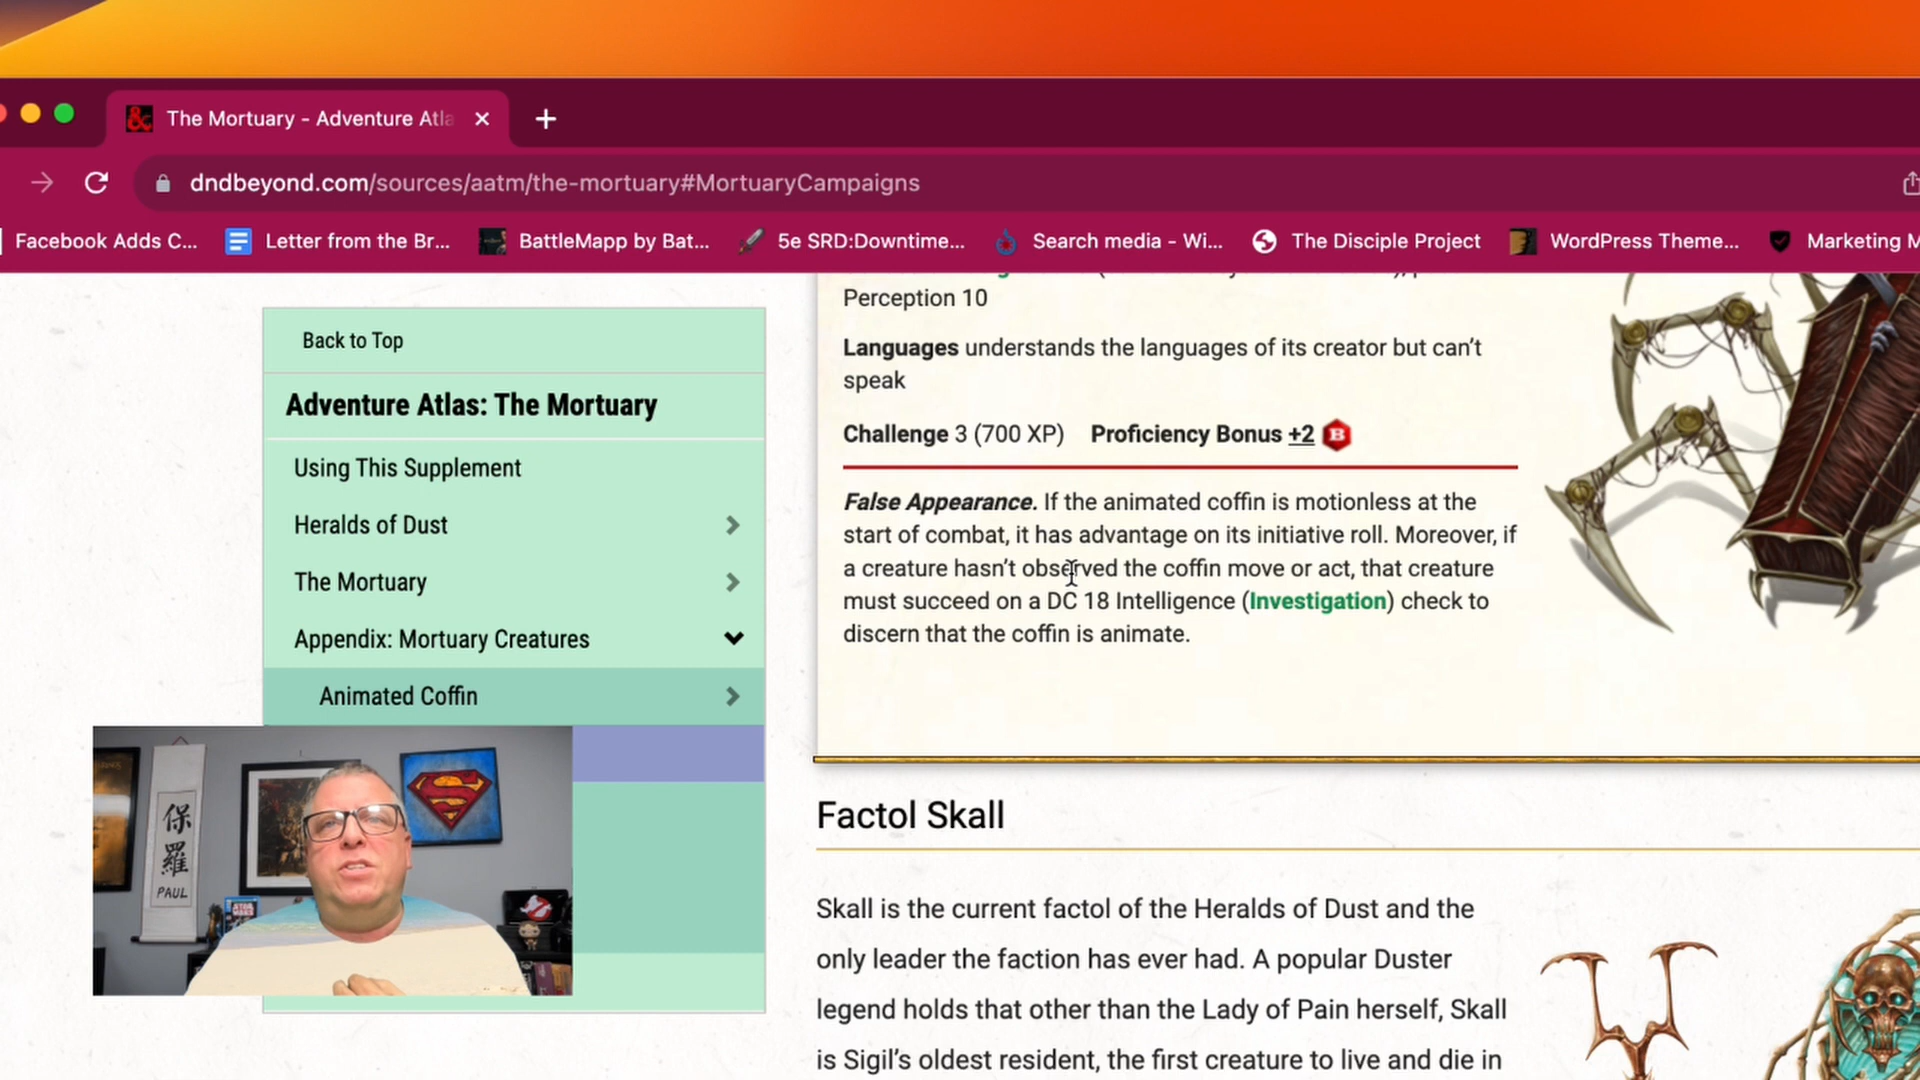 The Mortuary - Adventure Atla
dndbeyond.com/sources/aatm/the-mortuary#MortuaryCampaigns
Facebook Adds C...
Letter from the Br...
BattleMapp by Bat...
5e SRD:Downtime...
Search media - Wi...
The Disciple Project
WordPress Theme...
Marketing M
Back to Top
Adventure Atlas: The Mortuary
Using This Supplement
Heralds of Dust
The Mortuary
Appendix: Mortuary Creatures
Animated Coffin
Perception 10
Languages understands the languages of its creator but can't
speak
Challenge 3 (700 XP) Proficiency Bonus +2
B
False Appearance. If the animated coffin is motionless at the
start of combat, it has advantage on its initiative roll. Moreover, if
a creature hasn't observed the coffin move or act, that creature
must succeed on a DC 18 Intelligence (Investigation) check to
discern that the coffin is animate.
Factol Skall
Skall is the current factol of the Heralds of Dust and the
only leader the faction has ever had. A popular Duster
legend holds that other than the Lady of Pain herself, Skall
is Sigil's oldest resident, the first creature to live and die in
保
羅
PAUL
STAR
WARS